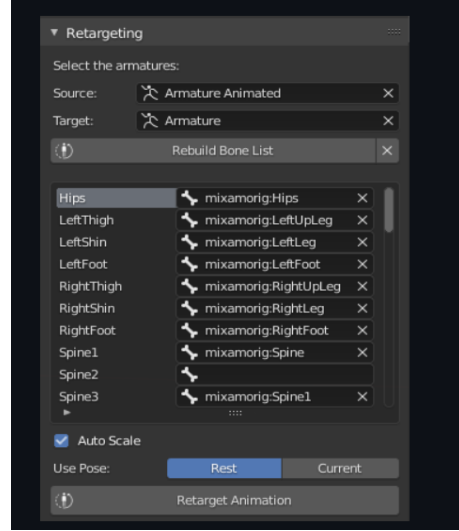 Retargeting
Select the armatures:
Source: Armature Animated
Target: Armature
Rebuild Bone List
Hips mixamorig:Hips
LeftThigh mixamorig:LeftUpLeg
LeftShin mixamorig:LeftLeg
LeftFoot mixamorig:LeftFoot
RightThigh mixamorig:RightUpLeg
RightShin mixamorig:RightLeg
RightFoot mixamorig:RightFoot
Spine1 mixamorig:Spine
Spine2
Spine3 mixamorig:Spine1
Auto Scale
Use Pose: Rest Current
Retarget Animation